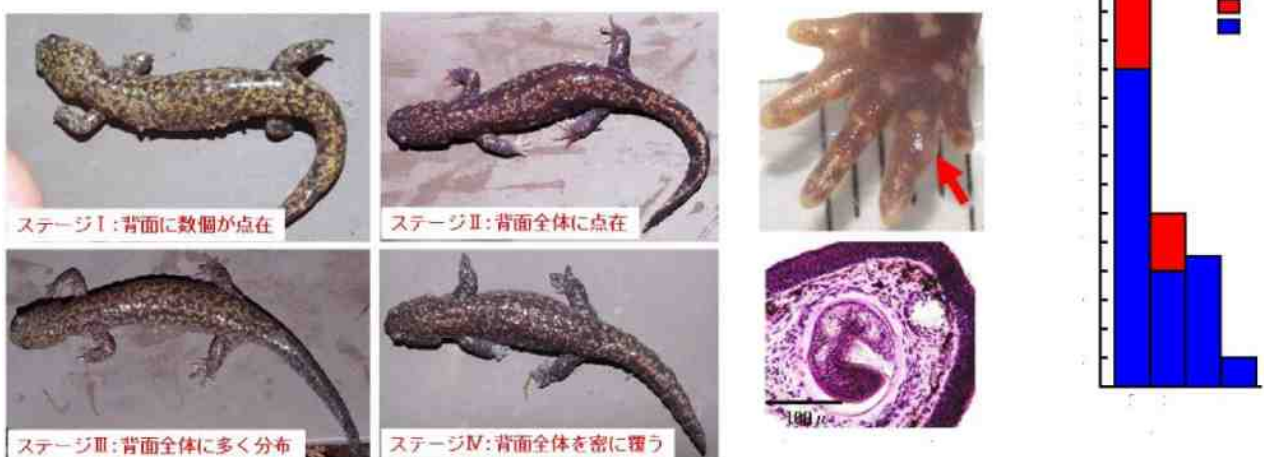 ステージⅠ:背面に数個が点在
ステージⅡ:背面全体に点在
ステージⅢ:背面全体に多く分布
ステージⅣ:背面全体を密に覆う
100μ